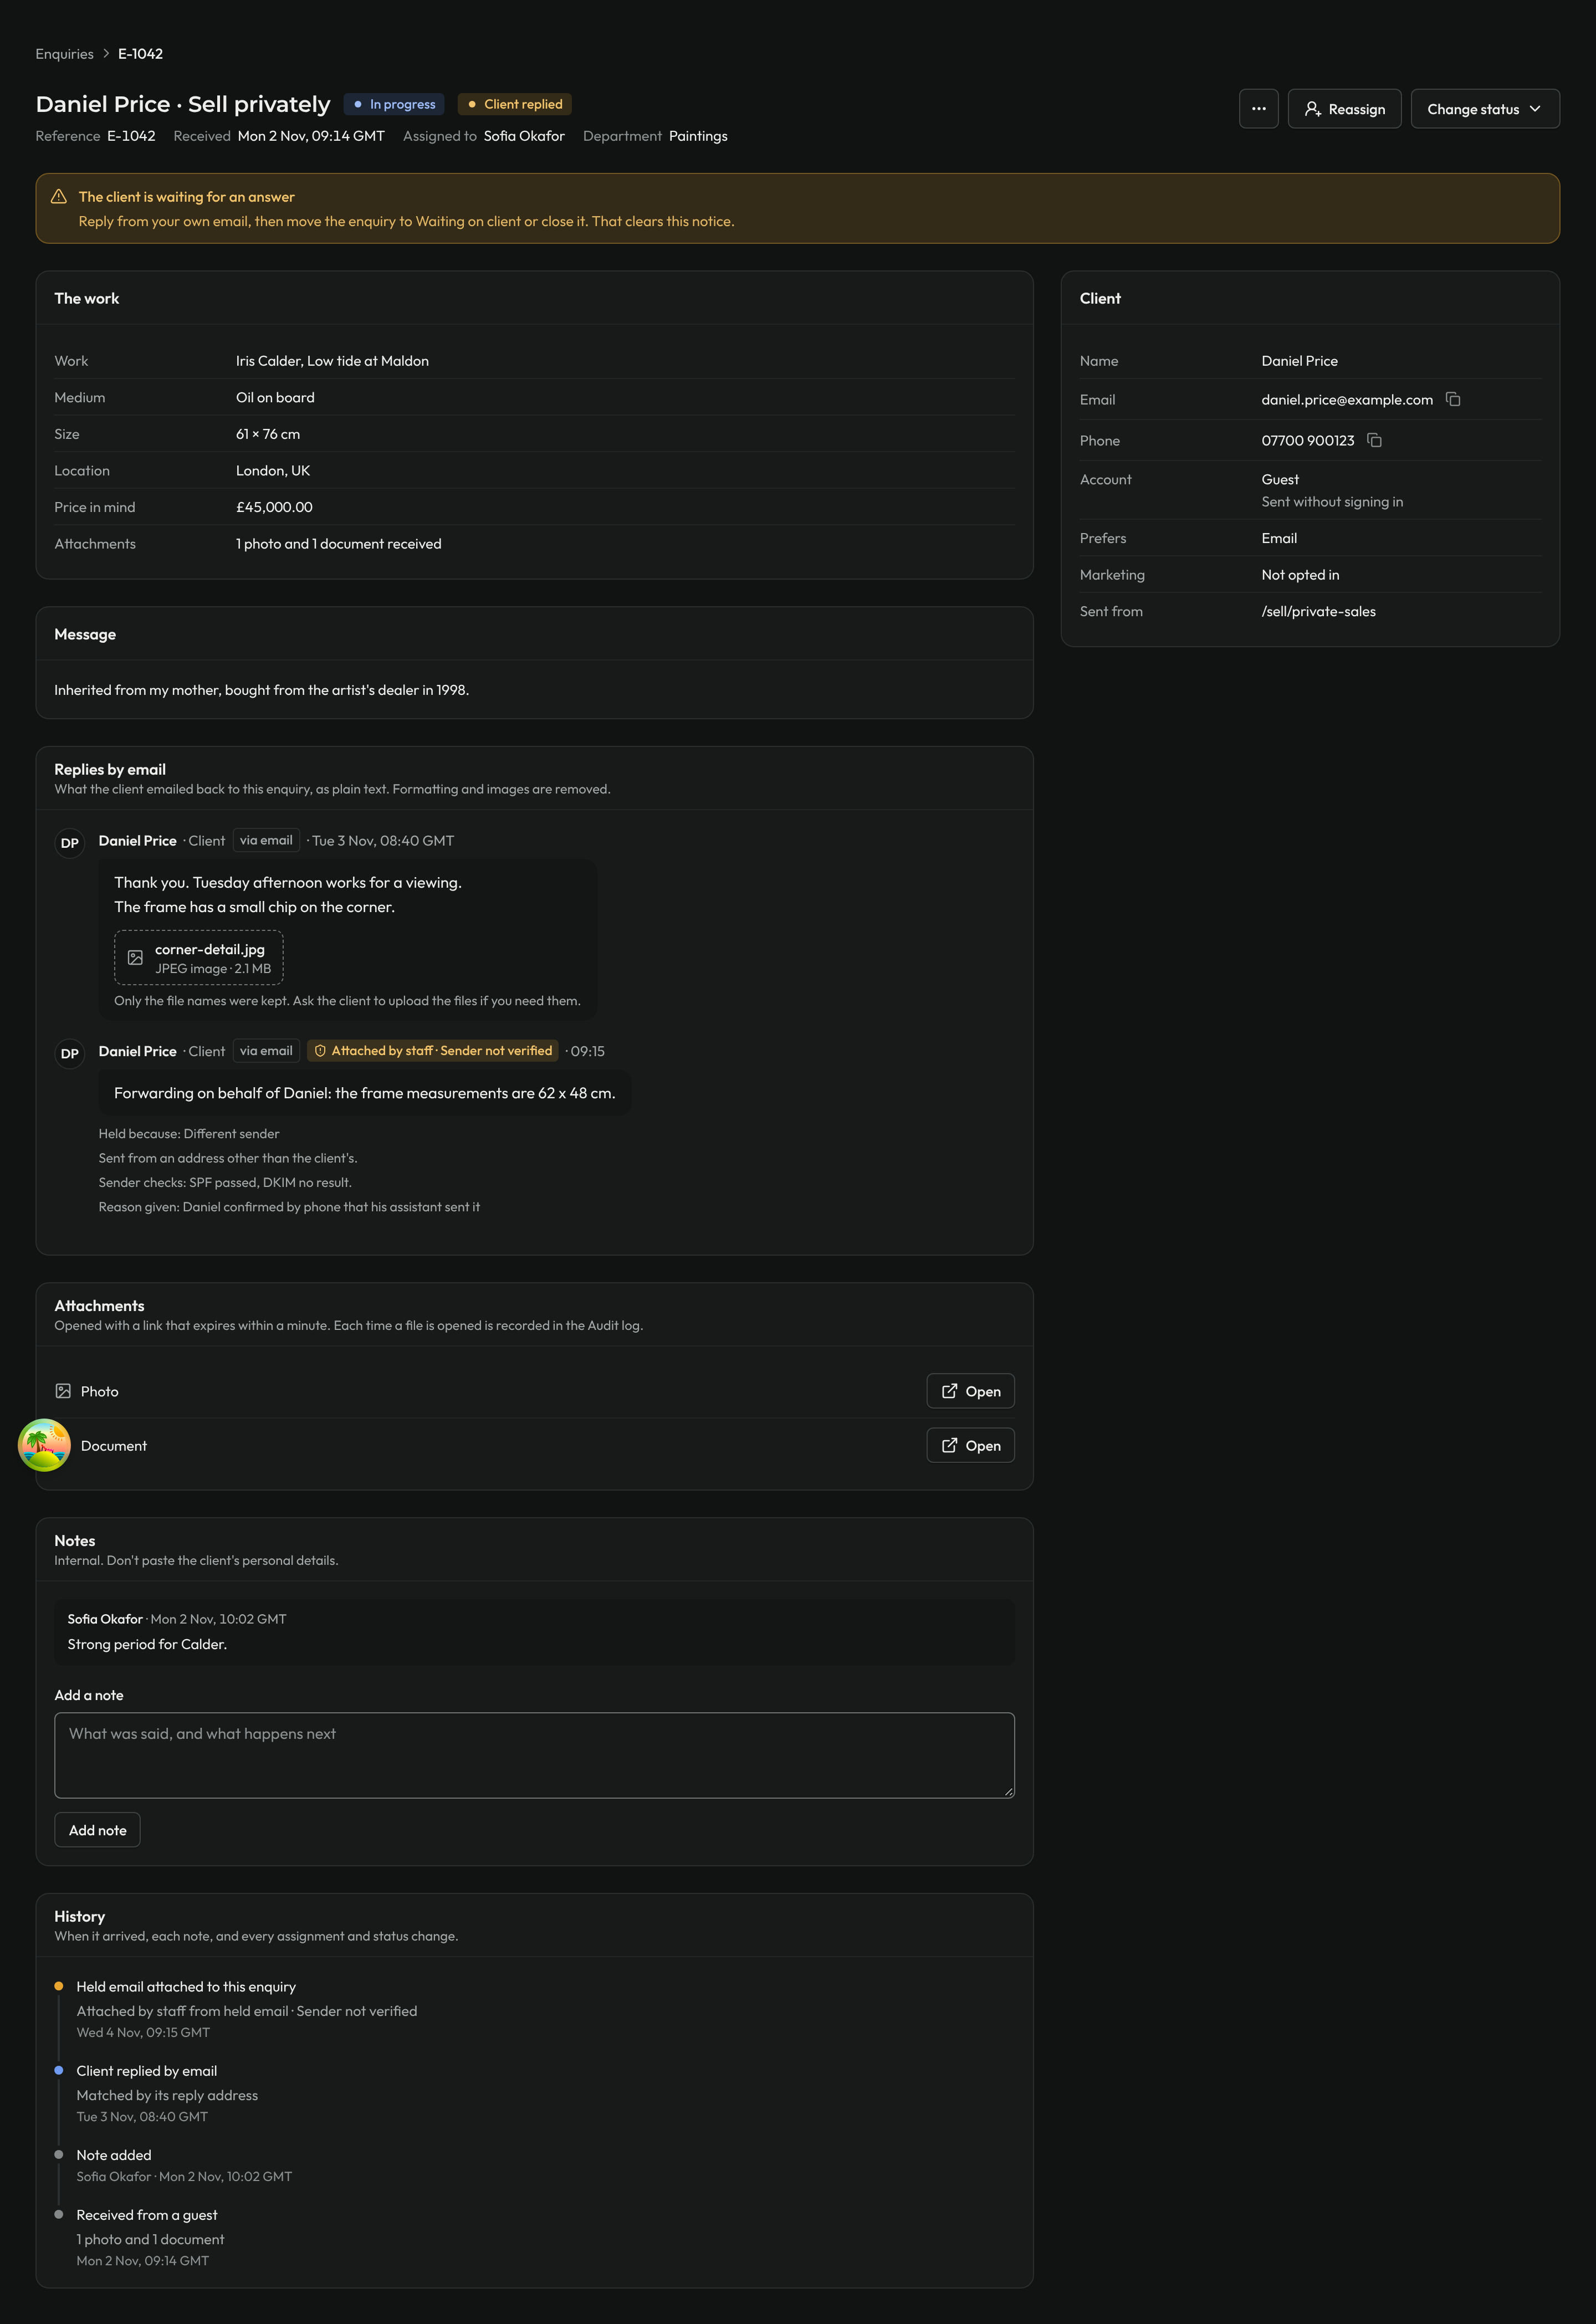 Enquiries > E-1042
Daniel Price · Sell privately
In progress
Client replied
... Reassign Change status
Reference E-1042 Received Mon 2 Nov, 09:14 GMT Assigned to Sofia Okafor Department Paintings
The client is waiting for an answer
Reply from your own email, then move the enquiry to Waiting on client or close it. That clears this notice.
The work
Work Iris Calder, Low tide at Maldon
Medium Oil on board
Size 61 × 76 cm
Location London, UK
Price in mind £45,000.00
Attachments 1 photo and 1 document received
Client
Name Daniel Price
Email daniel.price@example.com
Phone 07700 900123
Account Guest
Sent without signing in
Prefers Email
Marketing Not opted in
Sent from /sell/private-sales
Message
Inherited from my mother, bought from the artist's dealer in 1998.
Replies by email
What the client emailed back to this enquiry, as plain text. Formatting and images are removed.
DP Daniel Price · Client via email · Tue 3 Nov, 08:40 GMT
Thank you. Tuesday afternoon works for a viewing.
The frame has a small chip on the corner.
corner-detail.jpg
JPEG image · 2.1 MB
Only the file names were kept. Ask the client to upload the files if you need them.
DP Daniel Price · Client via email Attached by staff · Sender not verified · 09:15
Forwarding on behalf of Daniel: the frame measurements are 62 x 48 cm.
Held because: Different sender
Sent from an address other than the client's.
Sender checks: SPF passed, DKIM no result.
Reason given: Daniel confirmed by phone that his assistant sent it
Attachments
Opened with a link that expires within a minute. Each time a file is opened is recorded in the Audit log.
Photo Open
Document Open
Notes
Internal. Don't paste the client's personal details.
Sofia Okafor · Mon 2 Nov, 10:02 GMT
Strong period for Calder.
Add a note
What was said, and what happens next
Add note
History
When it arrived, each note, and every assignment and status change.
Held email attached to this enquiry
Attached by staff from held email · Sender not verified
Wed 4 Nov, 09:15 GMT
Client replied by email
Matched by its reply address
Tue 3 Nov, 08:40 GMT
Note added
Sofia Okafor · Mon 2 Nov, 10:02 GMT
Received from a guest
1 photo and 1 document
Mon 2 Nov, 09:14 GMT